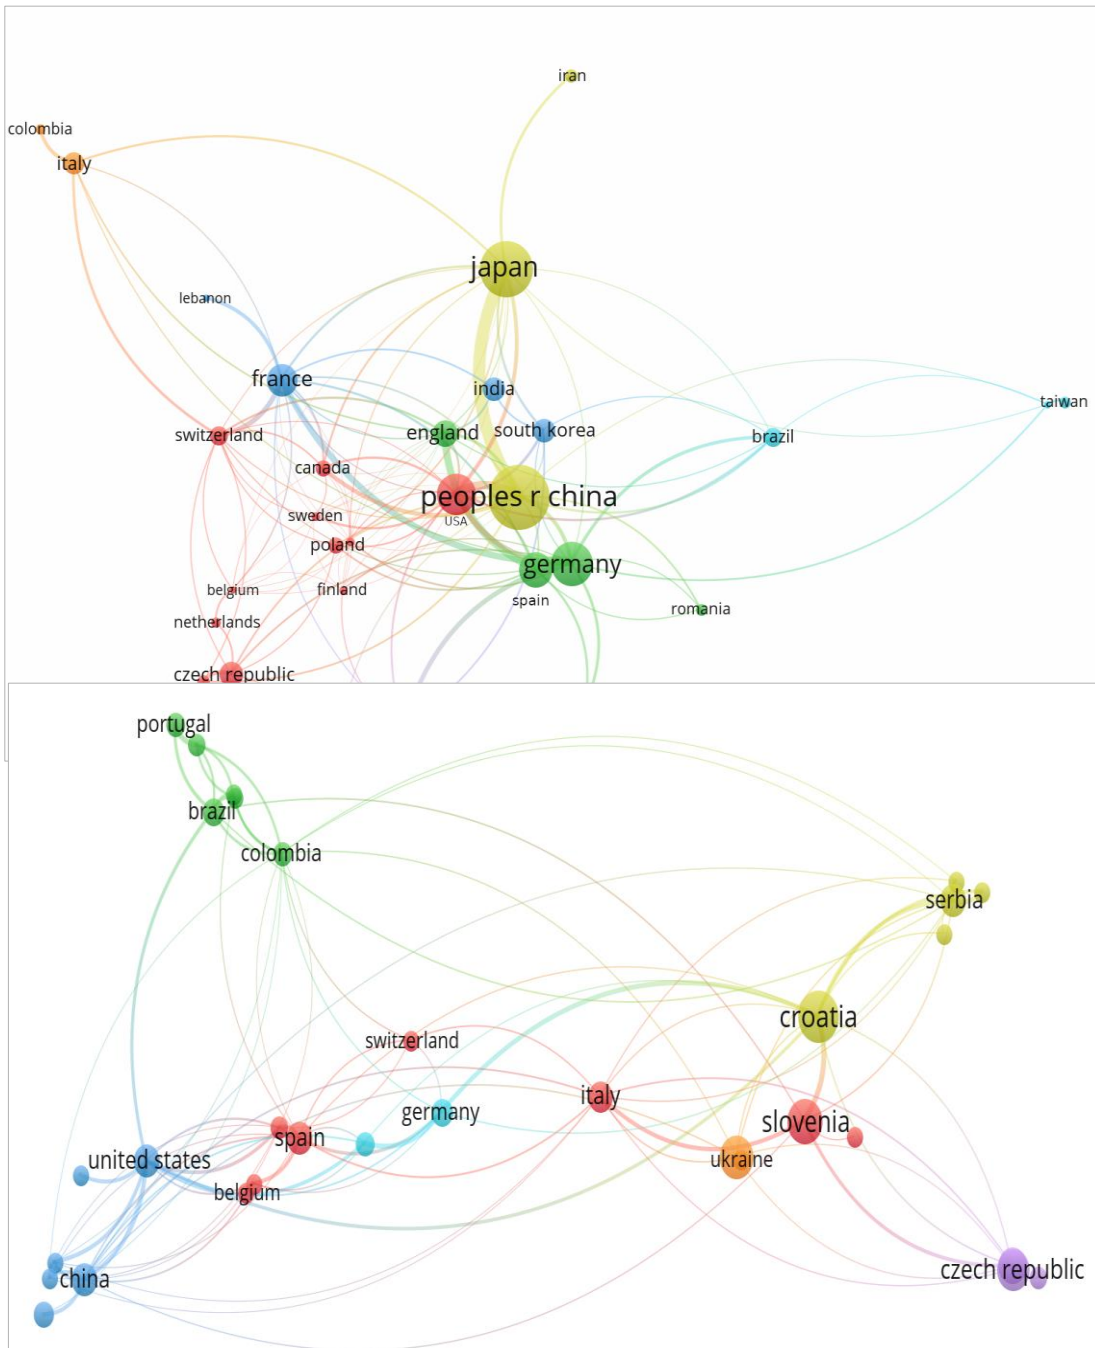 iran
colombia
italy
japan
lebanon
france
india
taiwan
switzerland
england
south korea
brazil
canada
peoples r china
USA
sweden
poland
germany
belgium
finland
spain
romania
netherlands
czech republic
portugal
brazil
colombia
serbia
croatia
switzerland
italy
germany
slovenia
spain
united states
ukraine
belgium
china
czech republic